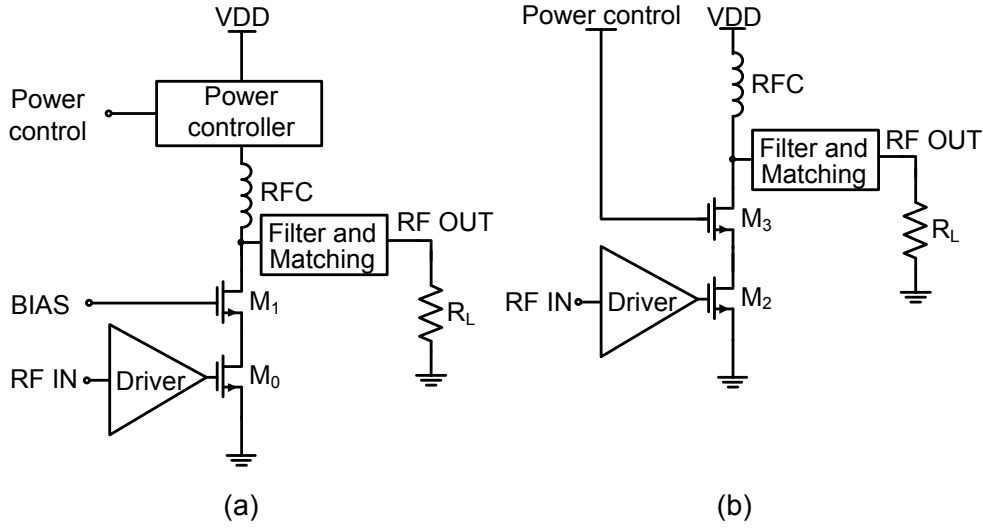 VDD
Power
control
Power
controller
RFC
RF OUT
Filter and
Matching
BIAS
M1
RL
RF IN
Driver
M0
(a)
Power control
VDD
RFC
RF OUT
Filter and
Matching
M3
RL
RF IN
Driver
M2
(b)